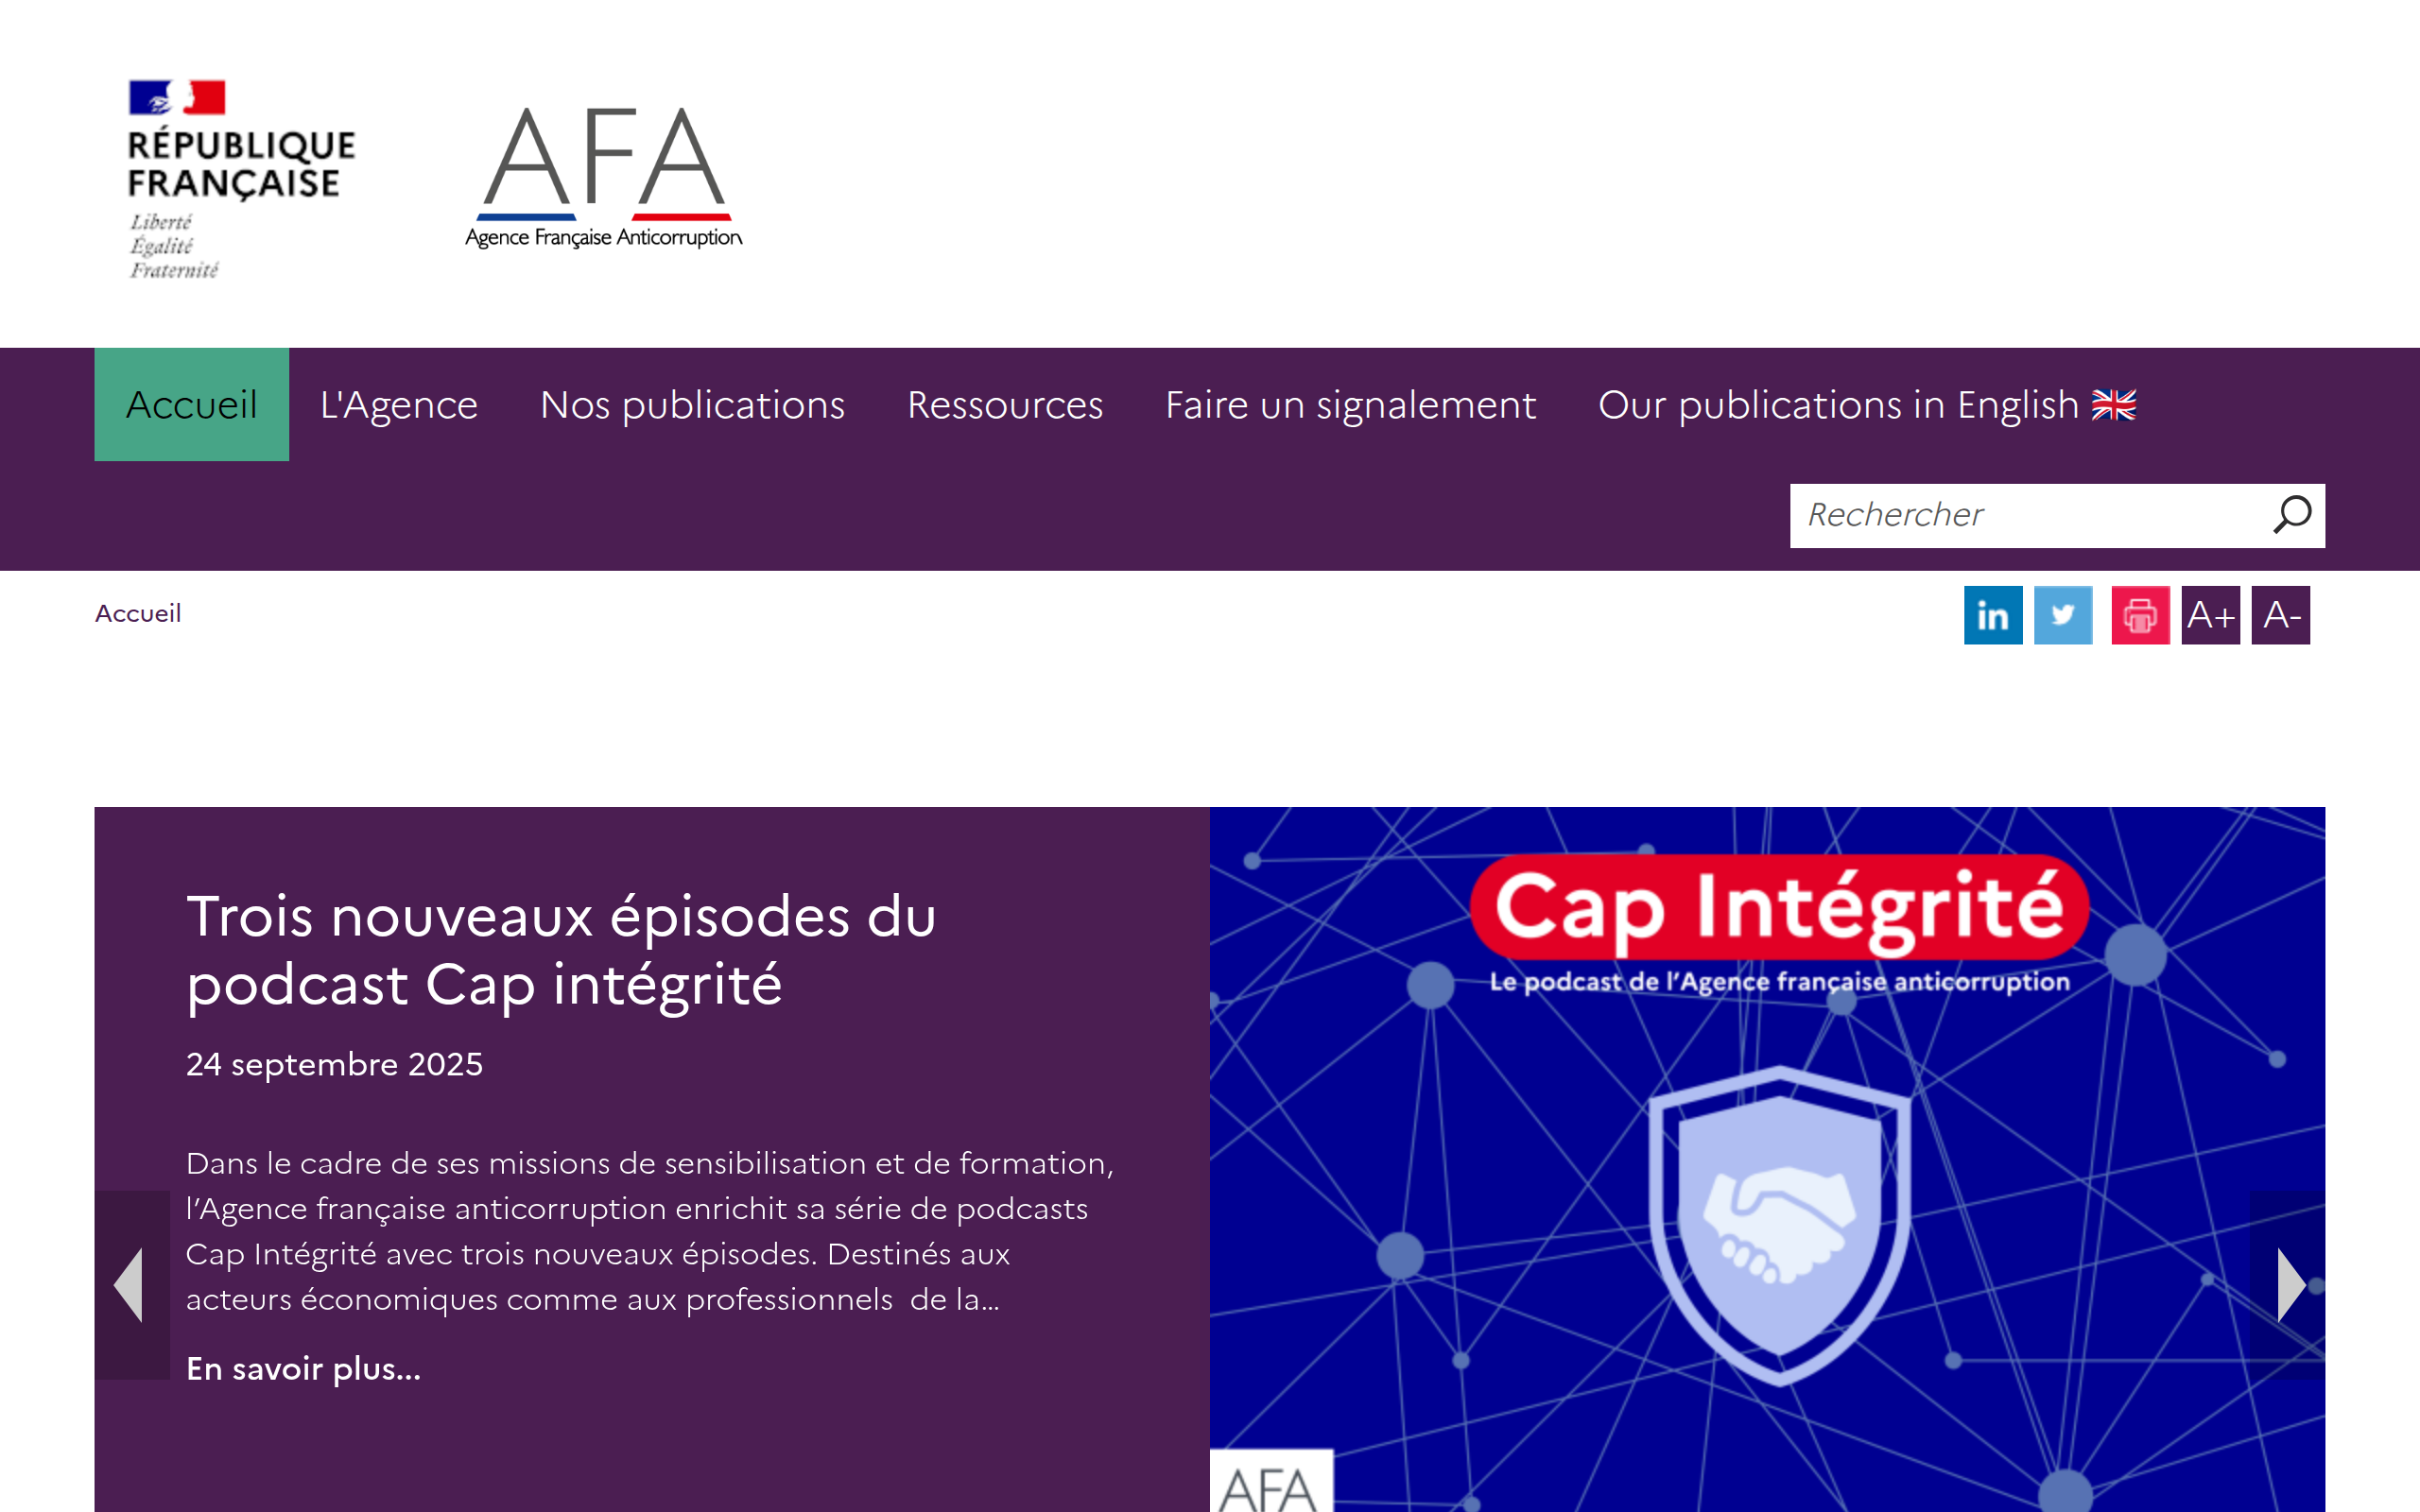 RÉPUBLIQUE
FRANÇAISE
Liberté
Égalité
Fraternité
AFA
Agence Française Anticorruption
Accueil L'Agence Nos publications Ressources Faire un signalement Our publications in English
Rechercher
Accueil
in A+ A-
Trois nouveaux épisodes du
podcast Cap intégrité
24 septembre 2025
Dans le cadre de ses missions de sensibilisation et de formation,
l’Agence française anticorruption enrichit sa série de podcasts
Cap Intégrité avec trois nouveaux épisodes. Destinés aux
acteurs économiques comme aux professionnels de la...
En savoir plus...
Cap Intégrité
Le podcast de l’Agence française anticorruption
AFA